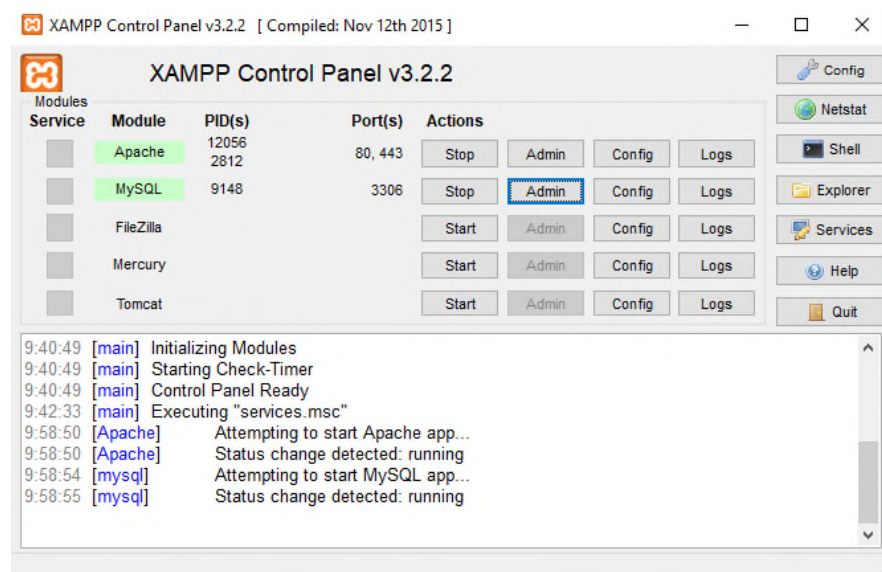 XAMPP Control Panel v3.2.2 [ Compiled: Nov 12th 2015 ]
XAMPP Control Panel v3.2.2
Config
Modules
Netstat
Service Module PID(s) Port(s) Actions
Apache 12056 2812 80, 443 Stop Admin Config Logs
Shell
MySQL 9148 3306 Stop Admin Config Logs
Explorer
FileZilla Start Admin Config Logs
Services
Mercury Start Admin Config Logs
Help
Tomcat Start Admin Config Logs
Quit
9:40:49 [main] Initializing Modules
9:40:49 [main] Starting Check-Timer
9:40:49 [main] Control Panel Ready
9:42:33 [main] Executing "services.msc"
9:58:50 [Apache] Attempting to start Apache app...
9:58:50 [Apache] Status change detected: running
9:58:54 [mysql] Attempting to start MySQL app...
9:58:55 [mysql] Status change detected: running